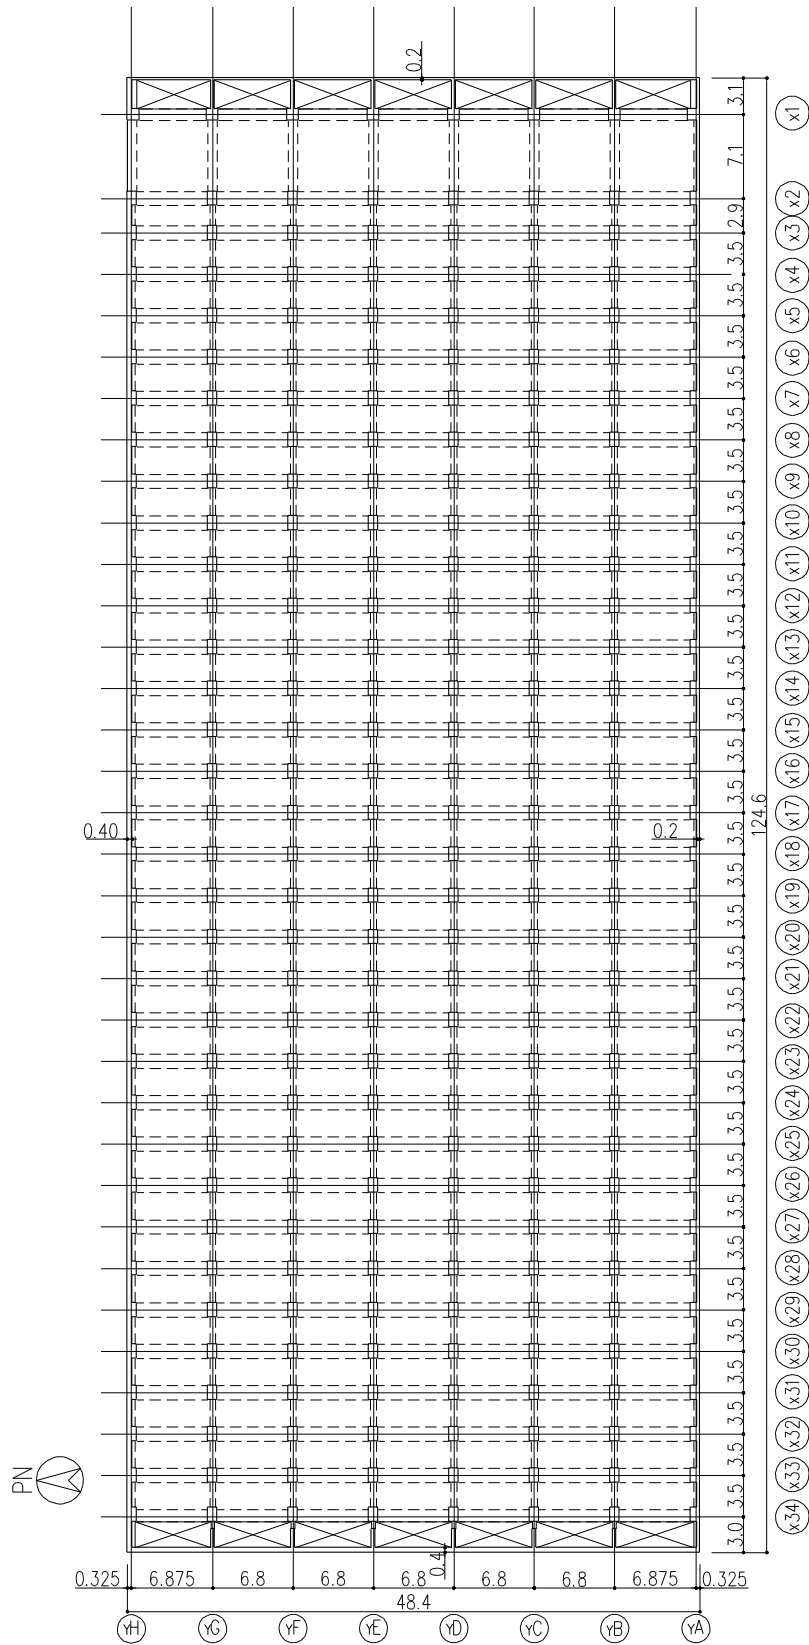 0.2
3.1
x1
7.1
x2
2.9
x3
3.5
x4
3.5
x5
3.5
x6
3.5
x7
3.5
x8
3.5
x9
3.5
x10
3.5
x11
3.5
x12
3.5
x13
3.5
x14
3.5
x15
3.5
x16
3.5
x17
124.6
0.40
0.2
3.5
x18
3.5
x19
3.5
x20
3.5
x21
3.5
x22
3.5
x23
3.5
x24
3.5
x25
3.5
x26
3.5
x27
3.5
x28
3.5
x29
3.5
x30
3.5
x31
3.5
x32
3.5
PN
x33
3.5
x34
3.0
0.4
0.325 6.875 6.8 6.8 6.8 6.8 6.8 6.875 0.325
48.4
YH YG YF YE YD YC YB YA